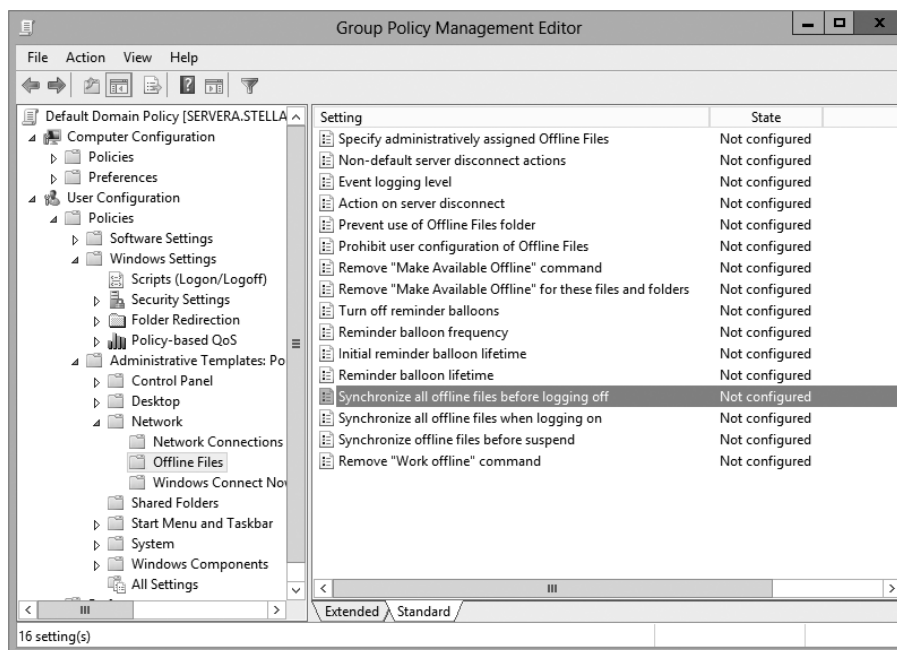 Group Policy Management Editor
File Action View Help
Default Domain Policy [SERVERA.STELLA
Computer Configuration
Policies
Preferences
User Configuration
Policies
Software Settings
Windows Settings
Scripts (Logon/Logoff)
Security Settings
Folder Redirection
Policy-based QoS
Administrative Templates: Po
Control Panel
Desktop
Network
Network Connections
Offline Files
Windows Connect Nov
Shared Folders
Start Menu and Taskbar
System
Windows Components
All Settings
Setting State
Specify administratively assigned Offline Files Not configured
Non-default server disconnect actions Not configured
Event logging level Not configured
Action on server disconnect Not configured
Prevent use of Offline Files folder Not configured
Prohibit user configuration of Offline Files Not configured
Remove "Make Available Offline" command Not configured
Remove "Make Available Offline" for these files and folders Not configured
Turn off reminder balloons Not configured
Reminder balloon frequency Not configured
Initial reminder balloon lifetime Not configured
Reminder balloon lifetime Not configured
Synchronize all offline files before logging off Not configured
Synchronize all offline files when logging on Not configured
Synchronize offline files before suspend Not configured
Remove "Work offline" command Not configured
Extended Standard
16 setting(s)